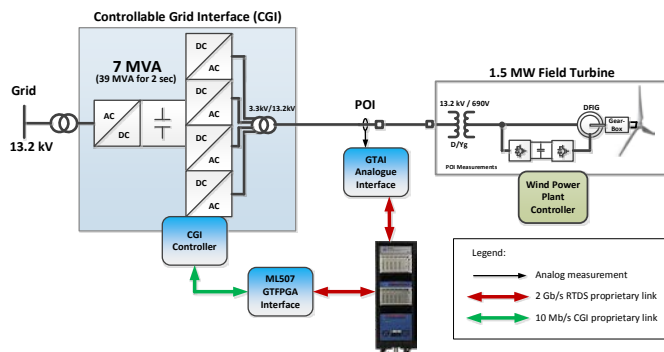 Controllable Grid Interface (CGI)
7 MVA
(39 MVA for 2 sec)
DC
AC
DC
AC
DC
AC
DC
AC
AC
DC
3.3kV/13.2kV
Grid
13.2 kV
POI
1.5 MW Field Turbine
13.2 kV / 690V
D/Yg
DFIG
Gear-
Box
POI Measurements
GTAI
Analogue
Interface
Wind Power
Plant
Controller
CGI
Controller
ML507
GTFPGA
Interface
Legend:
Analog measurement
2 Gb/s RTDS proprietary link
10 Mb/s CGI proprietary link